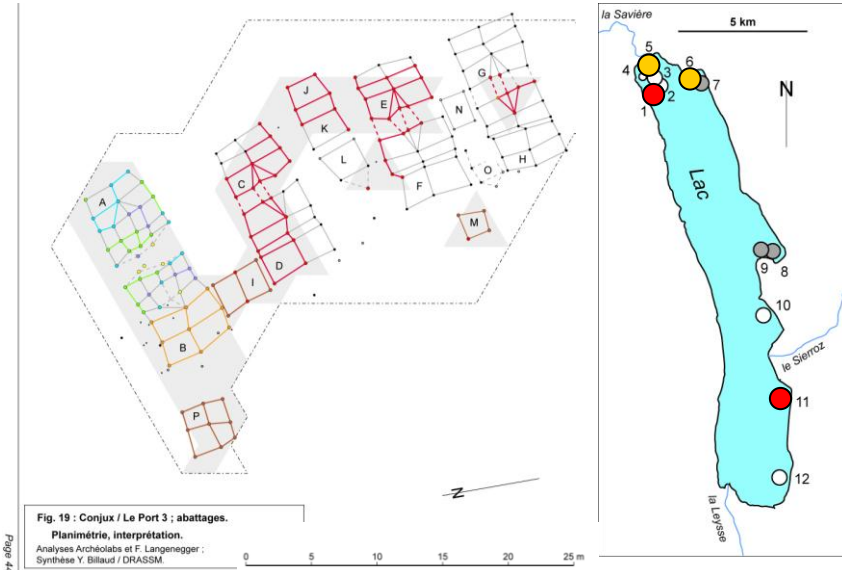 J
K
L
E
G
N
H
O
F
C
D
A
M
I
B
P
N
Fig. 19 : Conjux / Le Port 3 ; abattages.
Planimétrie, interprétation.
Analyses Archéolabs et F. Langenegger ;
Synthèse Y. Billaud / DRASSM.
0 5 10 15 20 25 m
la Savière
5 km
5
6
4
3
7
2
1
N
Lac
9
8
10
le Sierroz
11
12
la Leysse